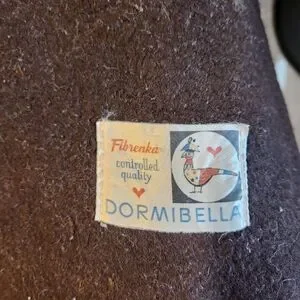 Fibrenka
controlled
quality
DORMIBELLA